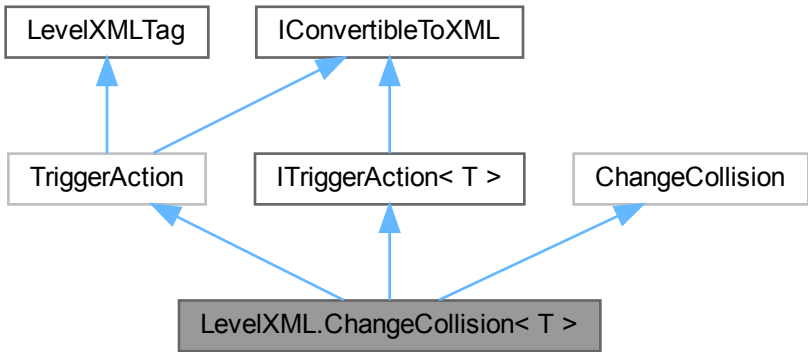 LevelXMLTag
IConvertibleToXML
TriggerAction
ITriggerAction< T >
ChangeCollision
LevelXML.ChangeCollision< T >